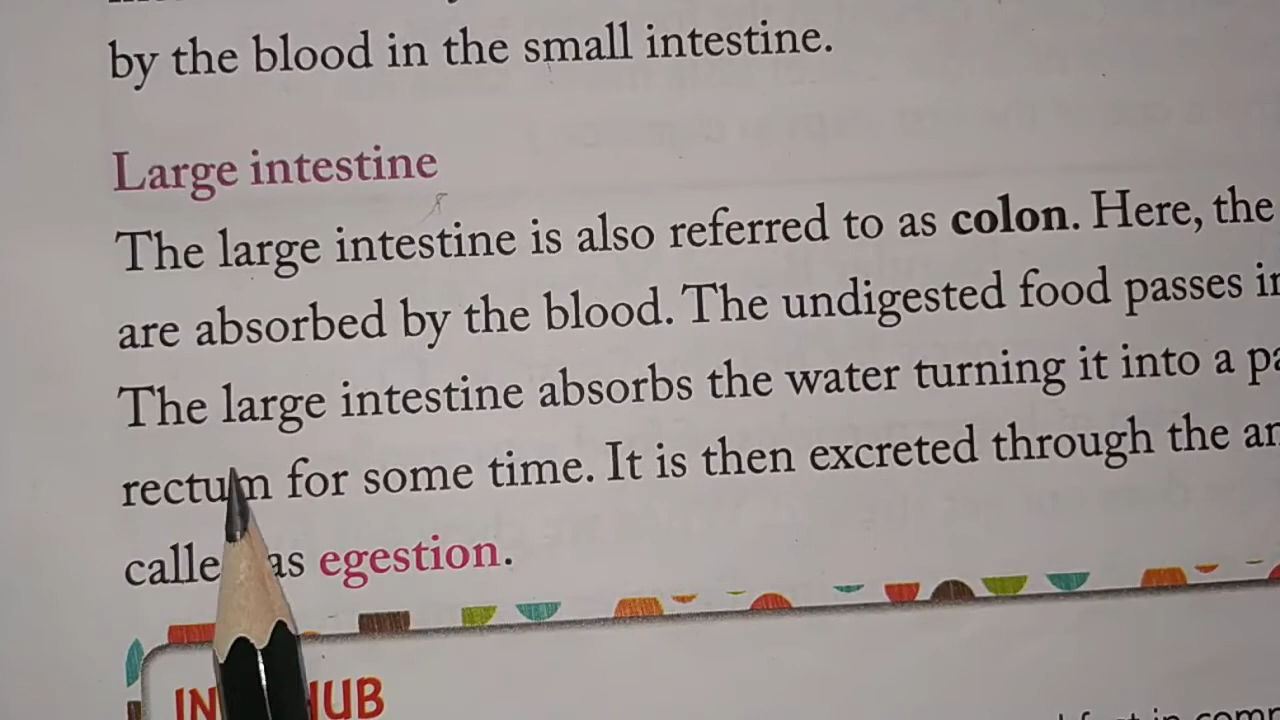 by the blood in the small intestine.
Large intestine
The large intestine is also referred to as colon. Here, the
are absorbed by the blood. The undigested food passes
The large intestine absorbs the water turning it into a
rectum for some time. It is then excreted through the
as egestion.